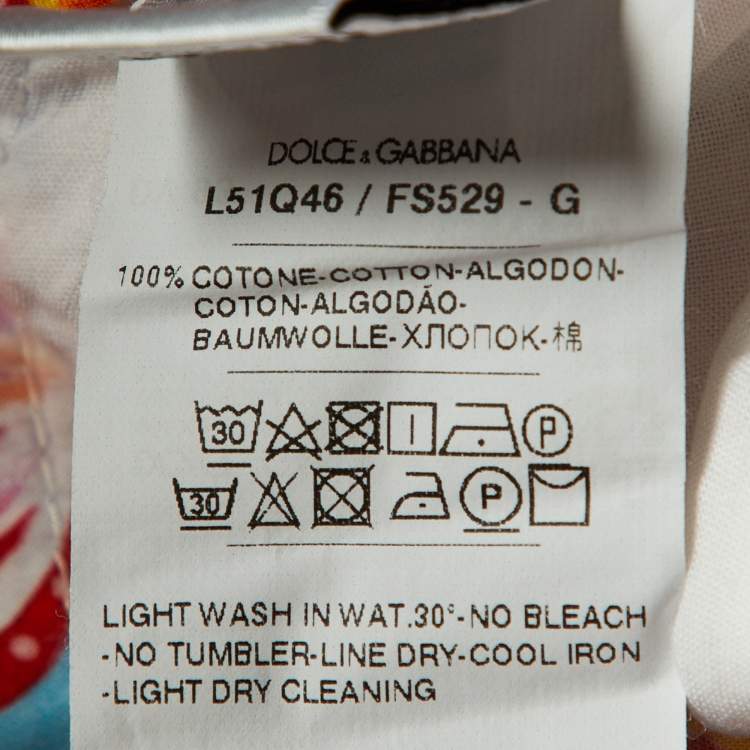 DOLCE & GABBANA
L51Q46 / FS529 - G
100% COTONE-COTTON-ALGODON-
COTON-ALGODÃO-
BAUMWOLLE-ХЛОПОК-棉
30 P
30 P
LIGHT WASH IN WAT.30°-NO BLEACH
-NO TUMBLER-LINE DRY-COOL IRON
-LIGHT DRY CLEANING